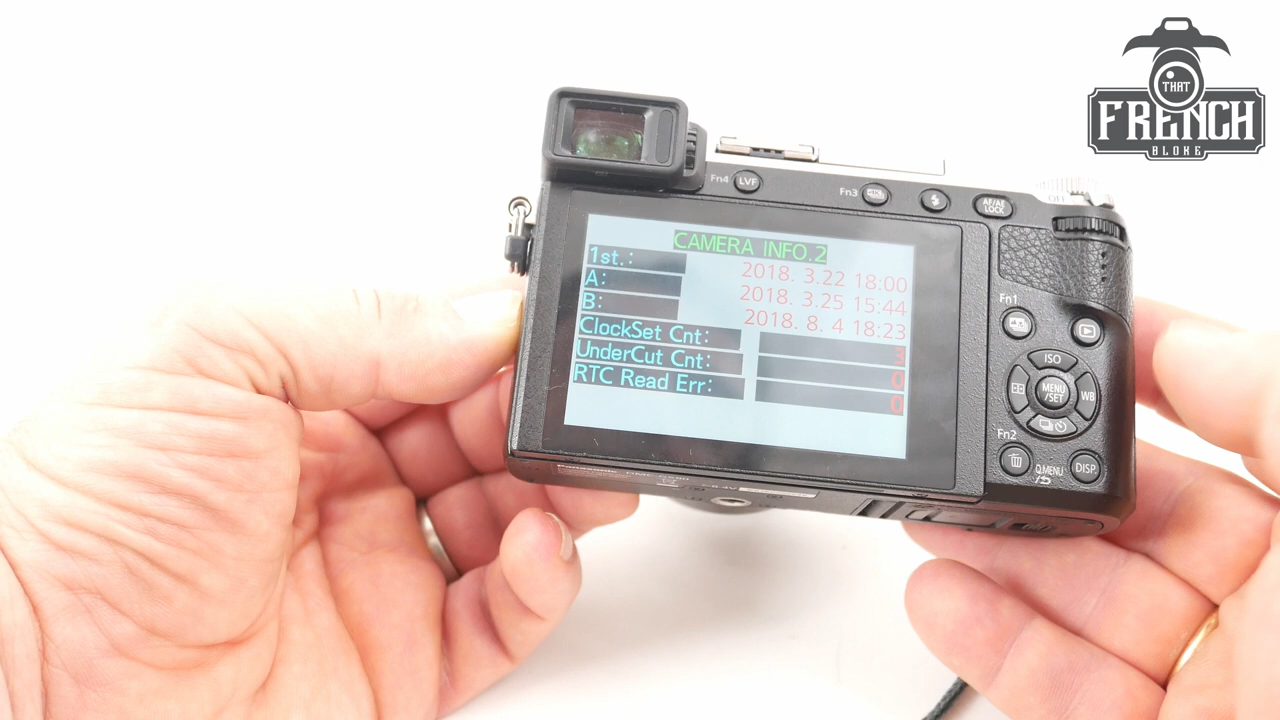 THAT
FRENCH
BLOKE
Fn4 LVF
Fn3 4K
AF/AE
LOCK
CAMERA INFO.2
1st.: 2018. 3.22 18:00
A: 2018. 3.25 15:44
B: 2018. 8. 4 18:23
ClockSet Cnt: 3
UnderCut Cnt: 0
RTC Read Err: 0
Fn1
ISO
MENU
/SET
WB
Fn2
Q.MENU
DISP.
Panasonic